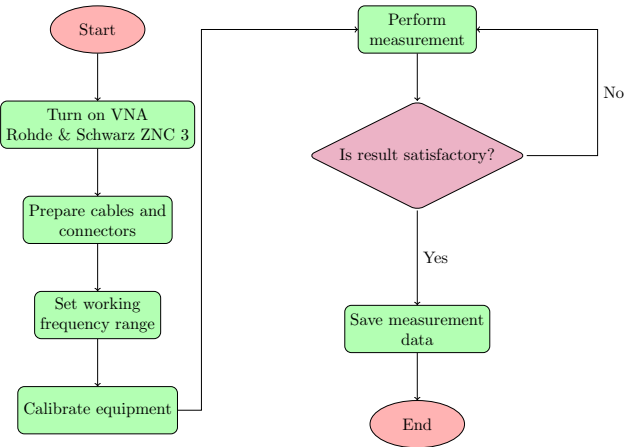 Start
Turn on VNA
Rohde & Schwarz ZNC 3
Prepare cables and
connectors
Set working
frequency range
Calibrate equipment
Perform
measurement
Is result satisfactory?
No
Yes
Save measurement
data
End